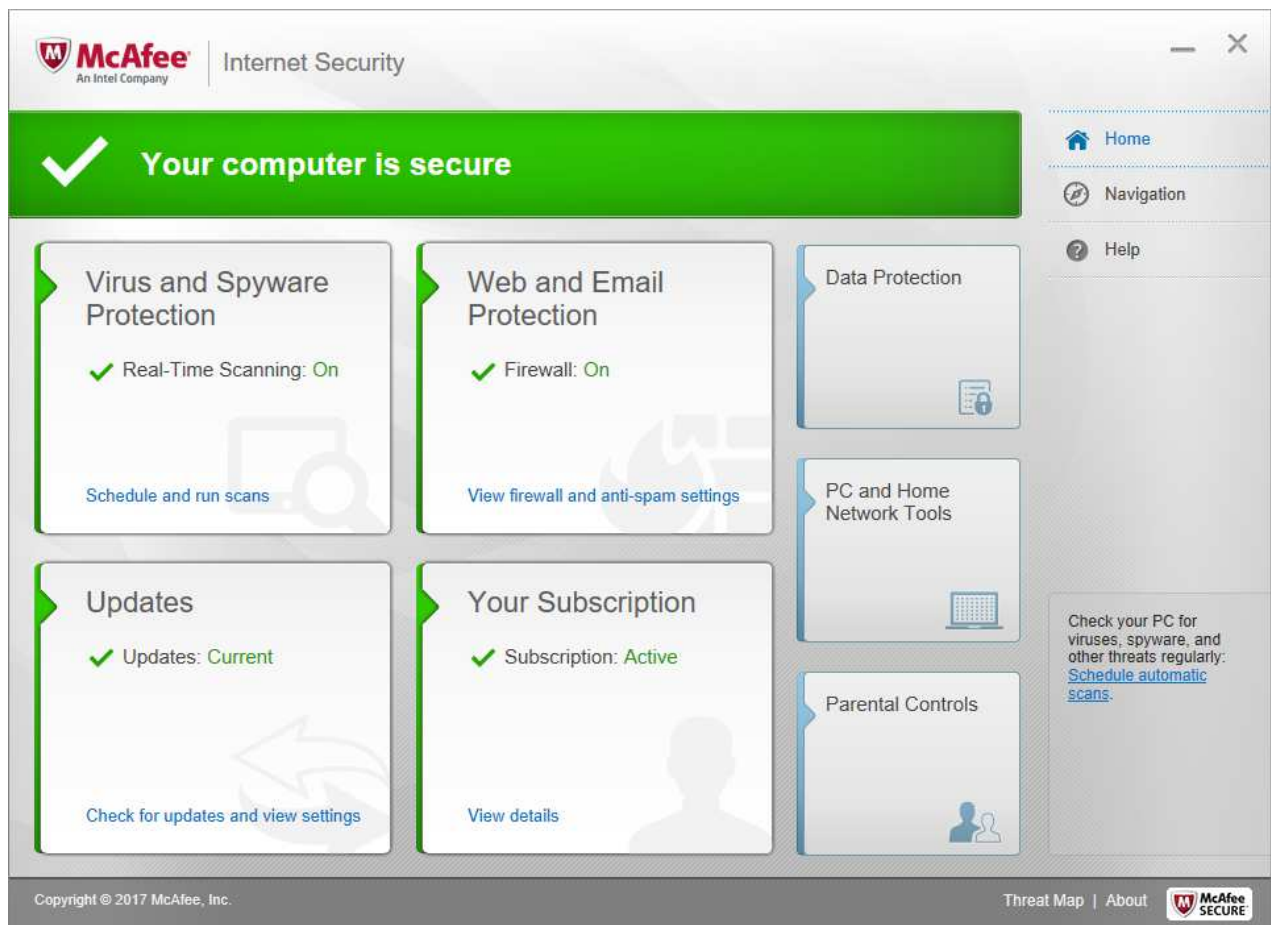 McAfee
An Intel Company
Internet Security
Your computer is secure
Home
Navigation
Help
Virus and Spyware
Protection
Real-Time Scanning: On
Schedule and run scans
Web and Email
Protection
Firewall: On
View firewall and anti-spam settings
Data Protection
PC and Home
Network Tools
Updates
Updates: Current
Check for updates and view settings
Your Subscription
Subscription: Active
View details
Parental Controls
Check your PC for
viruses, spyware, and
other threats regularly:
Schedule automatic
scans.
Copyright © 2017 McAfee, Inc.
Threat Map | About
McAfee
SECURE